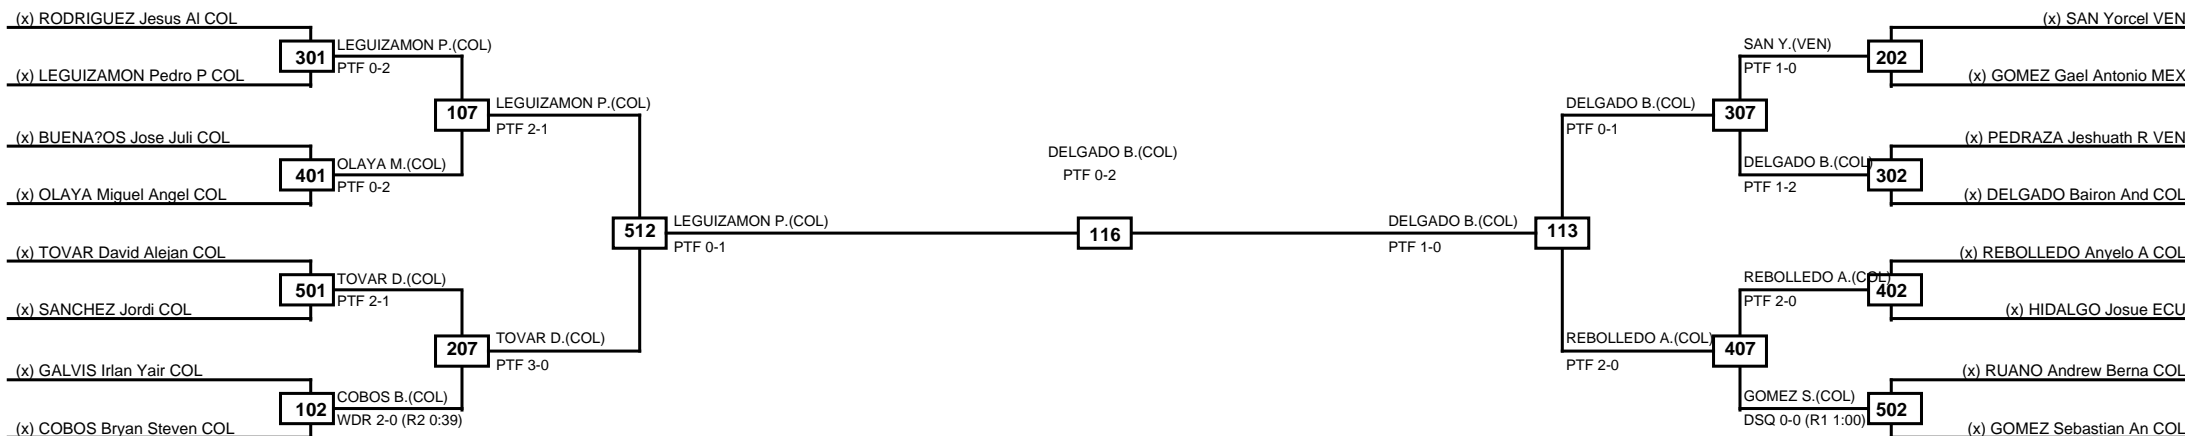 (x) RODRIGUEZ Jesus Al COL
301
LEGUIZAMON P.(COL)
PTF 0-2
(x) LEGUIZAMON Pedro P COL
107
LEGUIZAMON P.(COL)
PTF 2-1
(x) BUENA?OS Jose Juli COL
401
OLAYA M.(COL)
PTF 0-2
(x) OLAYA Miguel Angel COL
512
LEGUIZAMON P.(COL)
PTF 0-1
(x) TOVAR David Alejan COL
501
TOVAR D.(COL)
PTF 2-1
(x) SANCHEZ Jordi COL
207
TOVAR D.(COL)
PTF 3-0
(x) GALVIS Irlan Yair COL
102
COBOS B.(COL)
WDR 2-0 (R2 0:39)
(x) COBOS Bryan Steven COL
DELGADO B.(COL)
PTF 0-2
116
(x) SAN Yorcel VEN
SAN Y.(VEN)
PTF 1-0
202
(x) GOMEZ Gael Antonio MEX
DELGADO B.(COL)
PTF 0-1
307
(x) PEDRAZA Jeshuath R VEN
DELGADO B.(COL)
PTF 1-2
302
(x) DELGADO Bairon And COL
DELGADO B.(COL)
PTF 1-0
113
(x) REBOLLEDO Anyelo A COL
REBOLLEDO A.(COL)
PTF 2-0
402
(x) HIDALGO Josue ECU
REBOLLEDO A.(COL)
PTF 2-0
407
(x) RUANO Andrew Berna COL
GOMEZ S.(COL)
DSQ 0-0 (R1 1:00)
502
(x) GOMEZ Sebastian An COL